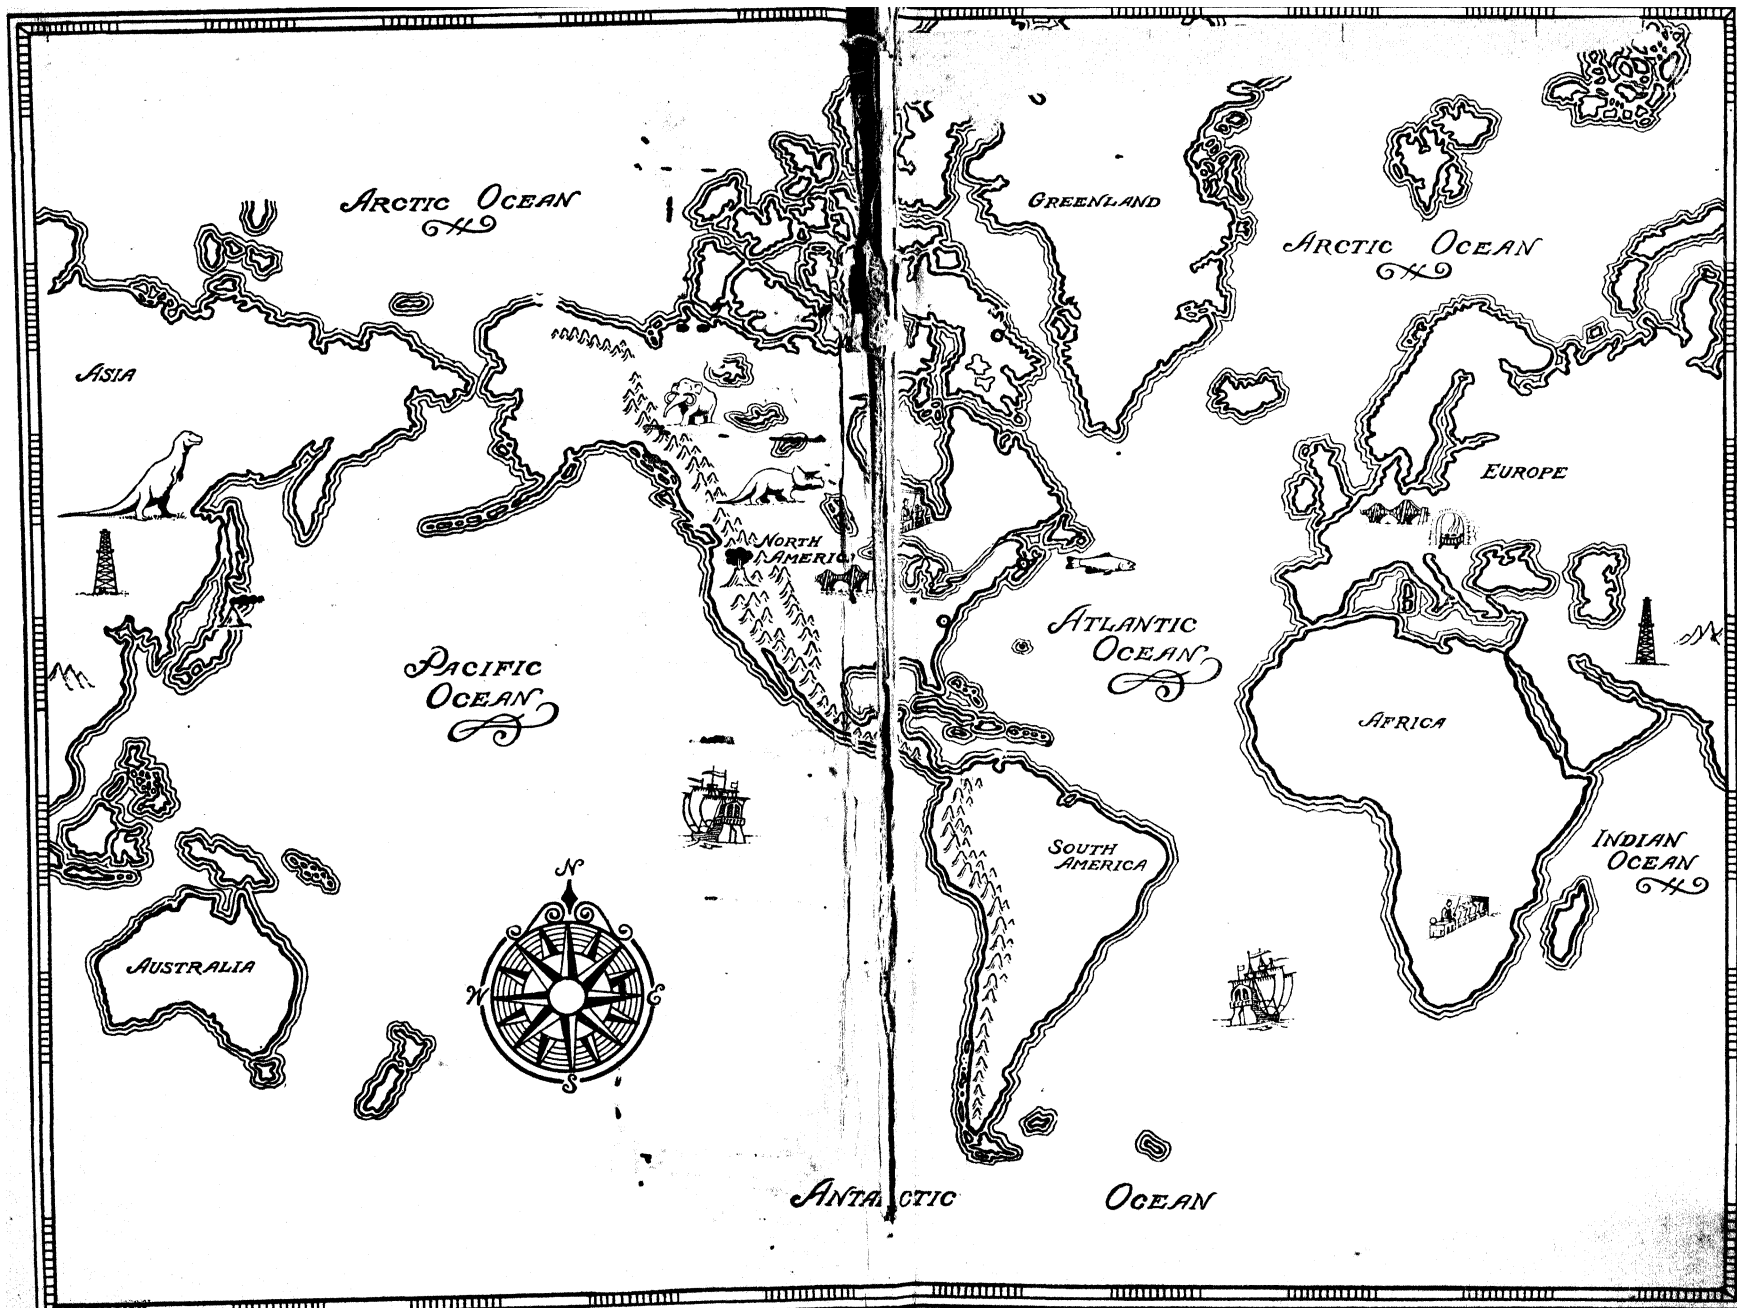 ARCTIC OCEAN
GREENLAND
ARCTIC OCEAN
ASIA
EUROPE
NORTH
AMERICA
ATLANTIC
OCEAN
PACIFIC
OCEAN
AFRICA
SOUTH
AMERICA
INDIAN
OCEAN
N
AUSTRALIA
W
E
S
ANTARCTIC OCEAN